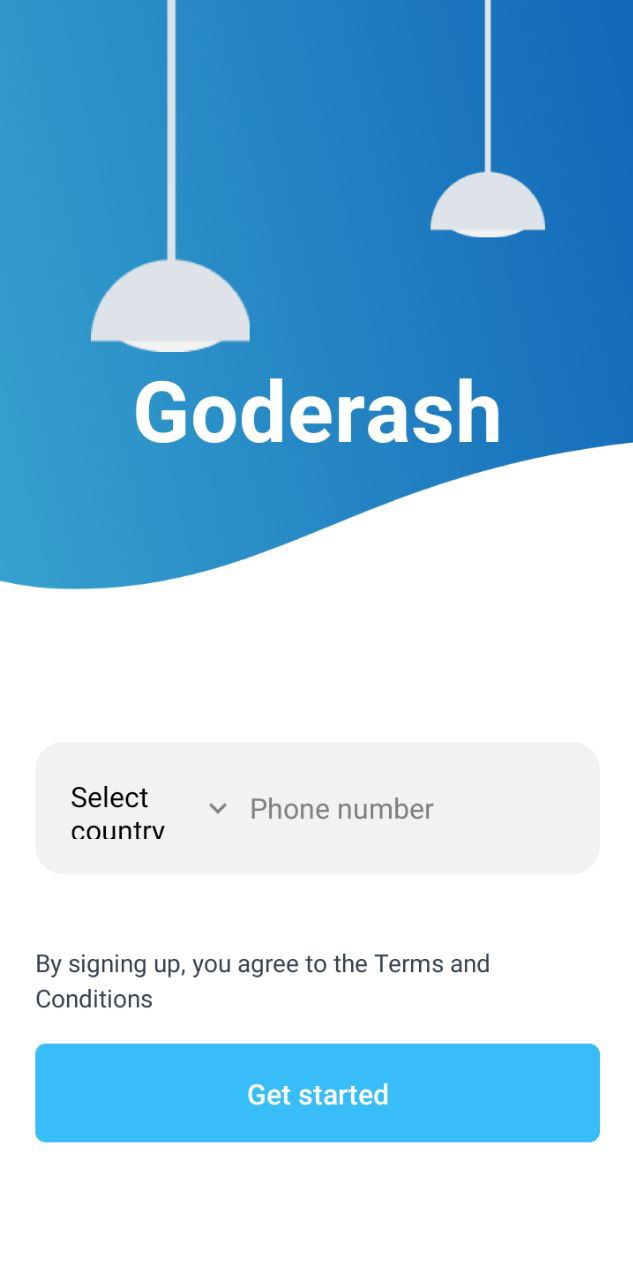 Goderash
Select
country
Phone number
By signing up, you agree to the Terms and
Conditions
Get started